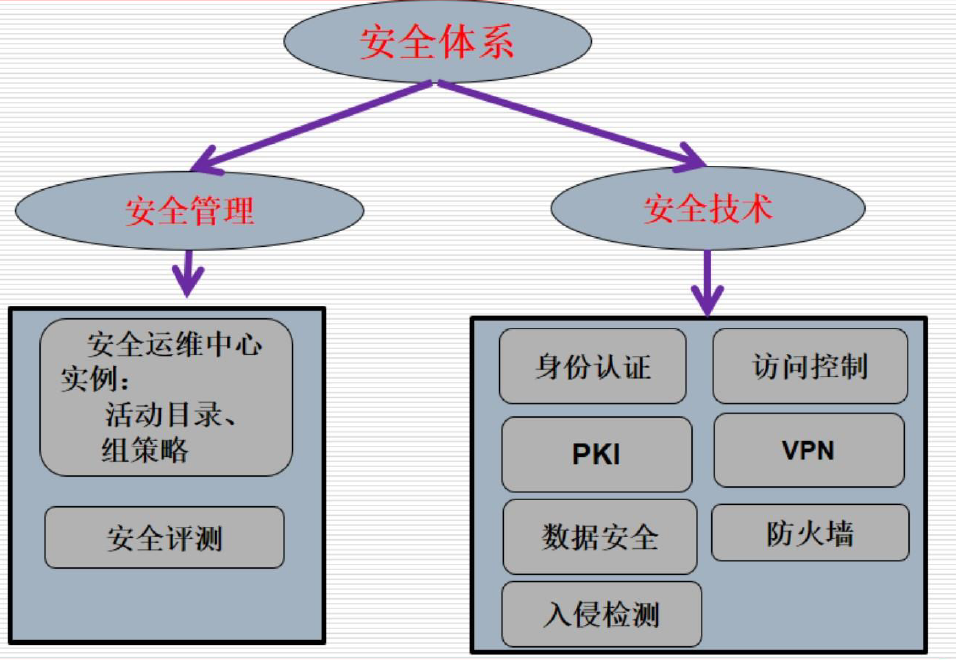 安全体系
安全管理
安全技术
安全运维中心
实例：
活动目录、
组策略
安全评测
身份认证
访问控制
PKI
VPN
数据安全
防火墙
入侵检测